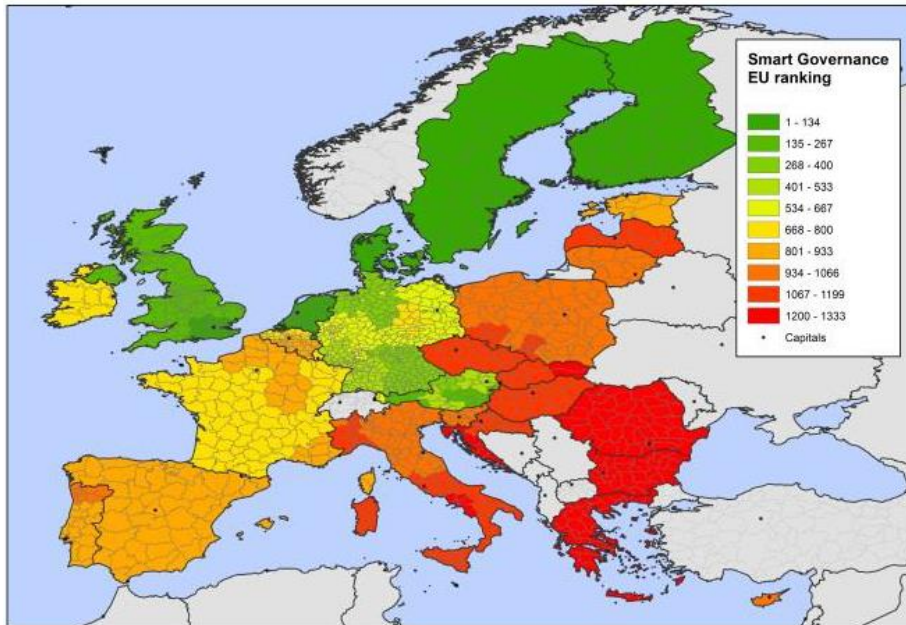 Smart Governance
EU ranking
1 - 134
135 - 267
268 - 400
401 - 533
534 - 667
668 - 800
801 - 933
934 - 1066
1067 - 1199
1200 - 1333
Capitals